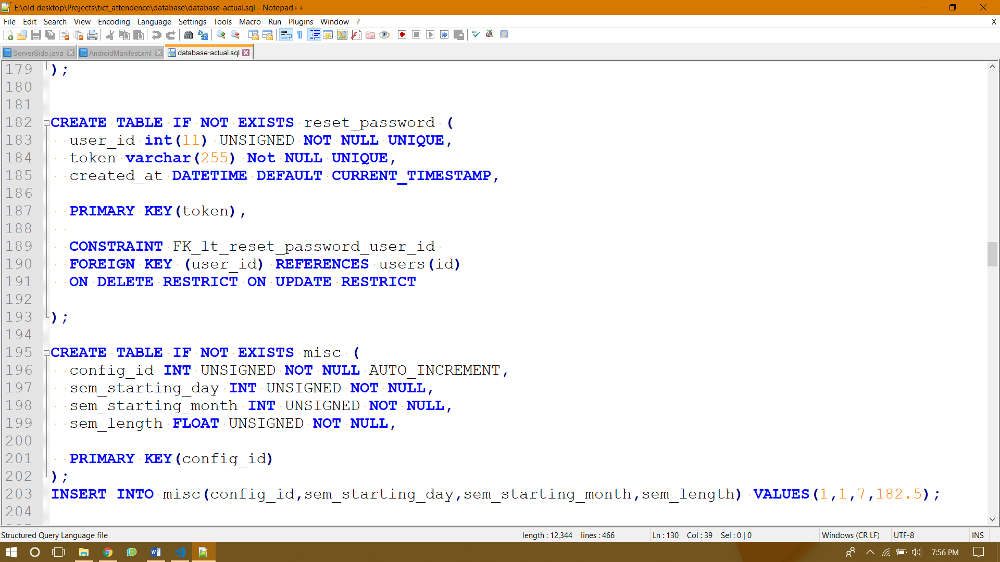 E:\old desktop\Projects\tict_attendence\database\database-actual.sql - Notepad++
File Edit Search View Encoding Language Settings Tools Macro Run Plugins Window ? X
ServerSide.java AndroidManifest.xml database-actual.sql
179 );
180
181
182 CREATE TABLE IF NOT EXISTS reset_password (
183 user_id int(11) UNSIGNED NOT NULL UNIQUE,
184 token varchar(255) Not NULL UNIQUE,
185 created_at DATETIME DEFAULT CURRENT_TIMESTAMP,
186
187 PRIMARY KEY(token),
188
189 CONSTRAINT FK_lt_reset_password_user_id
190 FOREIGN KEY (user_id) REFERENCES users(id)
191 ON DELETE RESTRICT ON UPDATE RESTRICT
192
193 );
194
195 CREATE TABLE IF NOT EXISTS misc (
196 config_id INT UNSIGNED NOT NULL AUTO_INCREMENT,
197 sem_starting_day INT UNSIGNED NOT NULL,
198 sem_starting_month INT UNSIGNED NOT NULL,
199 sem_length FLOAT UNSIGNED NOT NULL,
200
201 PRIMARY KEY(config_id)
202 );
203 INSERT INTO misc(config_id,sem_starting_day,sem_starting_month,sem_length) VALUES(1,1,7,182.5);
204
Structured Query Language file length : 12,344 lines : 466 Ln : 130 Col : 39 Sel : 0 | 0 Windows (CR LF) UTF-8 INS
7:56 PM